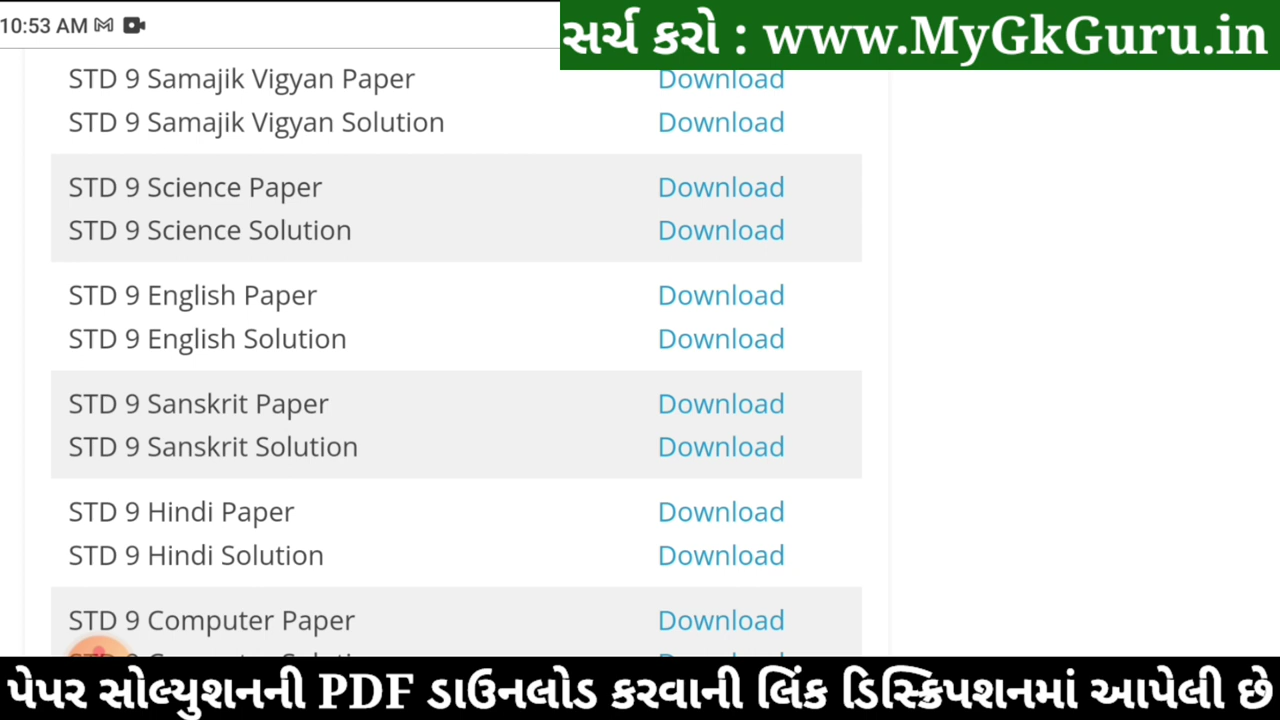 10:53 AM
સર્ચ કરો : www.MyGkGuru.in
STD 9 Samajik Vigyan Paper Download
STD 9 Samajik Vigyan Solution Download
STD 9 Science Paper Download
STD 9 Science Solution Download
STD 9 English Paper Download
STD 9 English Solution Download
STD 9 Sanskrit Paper Download
STD 9 Sanskrit Solution Download
STD 9 Hindi Paper Download
STD 9 Hindi Solution Download
STD 9 Computer Paper Download
પેપર સોલ્યુશનની PDF ડાઉનલોડ કરવાની લિંક ડિસ્ક્રિપશનમાં આપેલી છે